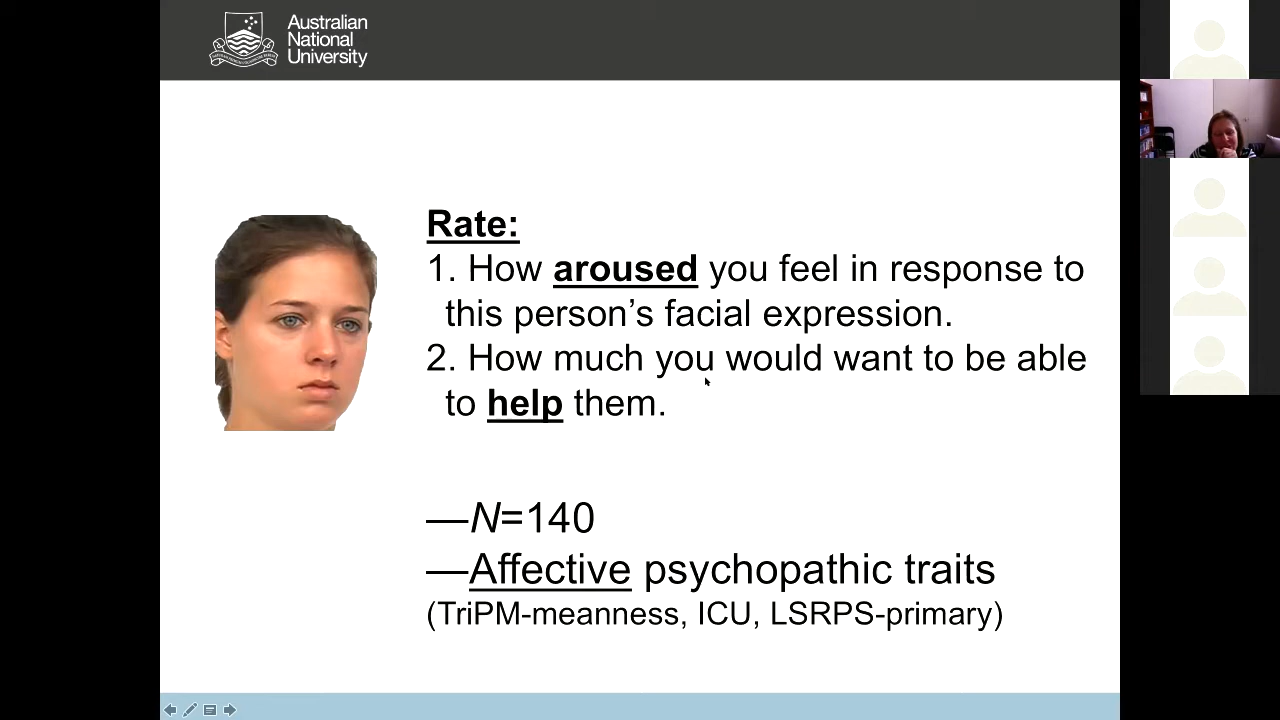 Australian
National
University
Rate:
1. How aroused you feel in response to
this person’s facial expression.
2. How much you would want to be able
to help them.
—N=140
—Affective psychopathic traits
(TriPM-meanness, ICU, LSRPS-primary)